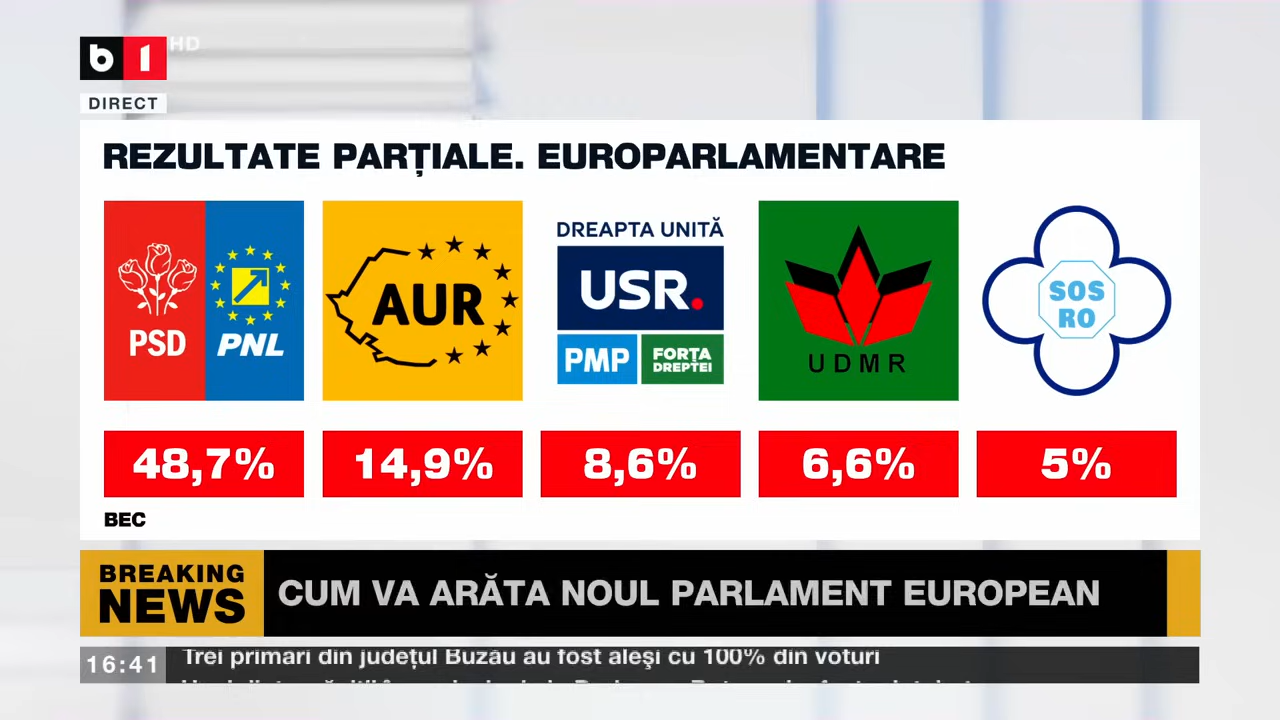 b1 HD
DIRECT
REZULTATE PARȚIALE. EUROPARLAMENTARE
PSD
PNL
AUR
DREAPTA UNITĂ
USR.
PMP
FORȚA
DREPTEI
UDMR
SOS
RO
48,7%
14,9%
8,6%
6,6%
5%
BEC
BREAKING
NEWS
CUM VA ARĂTA NOUL PARLAMENT EUROPEAN
16:41
Trei primari din județul Buzău au fost aleşi cu 100% din voturi